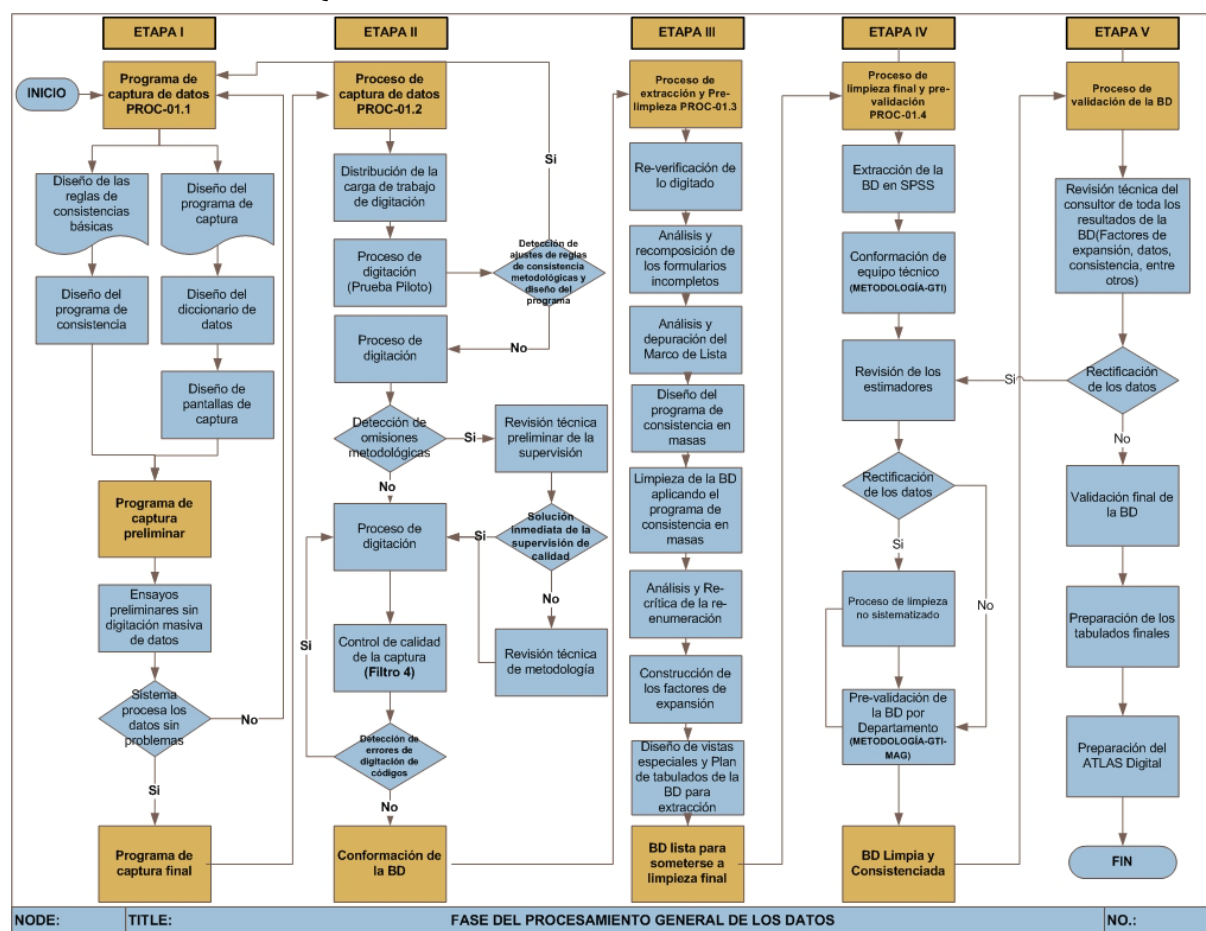 ETAPA I
INICIO
Programa de
captura de datos
PROC-01.1
Diseño de las
reglas de
consistencias
básicas
Diseño del
programa de
captura
Diseño del
programa de
consistencia
Diseño del
diccionario de
datos
Diseño de
pantallas de
captura
Programa de
captura
preliminar
Ensayos
preliminares sin
digitación masiva
de datos
Sistema
procesa los
datos sin
problemas
No
Si
Programa de
captura final
ETAPA II
Proceso de
captura de datos
PROC-01.2
Distribución de la
carga de trabajo
de digitación
Proceso de
digitación
(Prueba Piloto)
Detección de
ajustes de reglas
de consistencia
metodológicas y
diseño del
programa
Si
No
Proceso de
digitación
Detección de
omisiones
metodológicas
Si
Revisión técnica
preliminar de la
supervisión
No
Proceso de
digitación
Si
Solución
inmediata de la
supervisión de
calidad
No
Revisión técnica
de metodología
Control de calidad
de la captura
(Filtro 4)
Si
Detección de
errores de
digitación de
códigos
No
Conformación de
la BD
ETAPA III
Proceso de
extracción y Pre-
limpieza PROC-01.3
Re-verificación de
lo digitado
Análisis y
recomposición de
los formularios
incompletos
Análisis y
depuración del
Marco de Lista
Diseño del
programa de
consistencia en
masas
Limpieza de la BD
aplicando el
programa de
consistencia en
masas
Análisis y Re-
crítica de la re-
enumeración
Construcción de
los factores de
expansión
Diseño de vistas
especiales y Plan
de tabulados de la
BD para
extracción
BD lista para
someterse a
limpieza final
ETAPA IV
Proceso de
limpieza final y pre-
validación
PROC-01.4
Extracción de la
BD en SPSS
Conformación de
equipo técnico
(METODOLOGÍA-GTI)
Revisión de los
estimadores
Rectificación
de los datos
Si
No
Proceso de limpieza
no sistematizado
Pre-validación de
la BD por
Departamento
(METODOLOGÍA-GTI-
MAG)
BD Limpia y
Consistenciada
ETAPA V
Proceso de
validación de la BD
Revisión técnica del
consultor de toda los
resultados de la
BD(Factores de
expansión, datos,
consistencia, entre
otros)
Si
Rectificación
de los datos
No
Validación final de
la BD
Preparación de los
tabulados finales
Preparación del
ATLAS Digital
FIN
NODE:
TITLE:
FASE DEL PROCESAMIENTO GENERAL DE LOS DATOS
NO.: